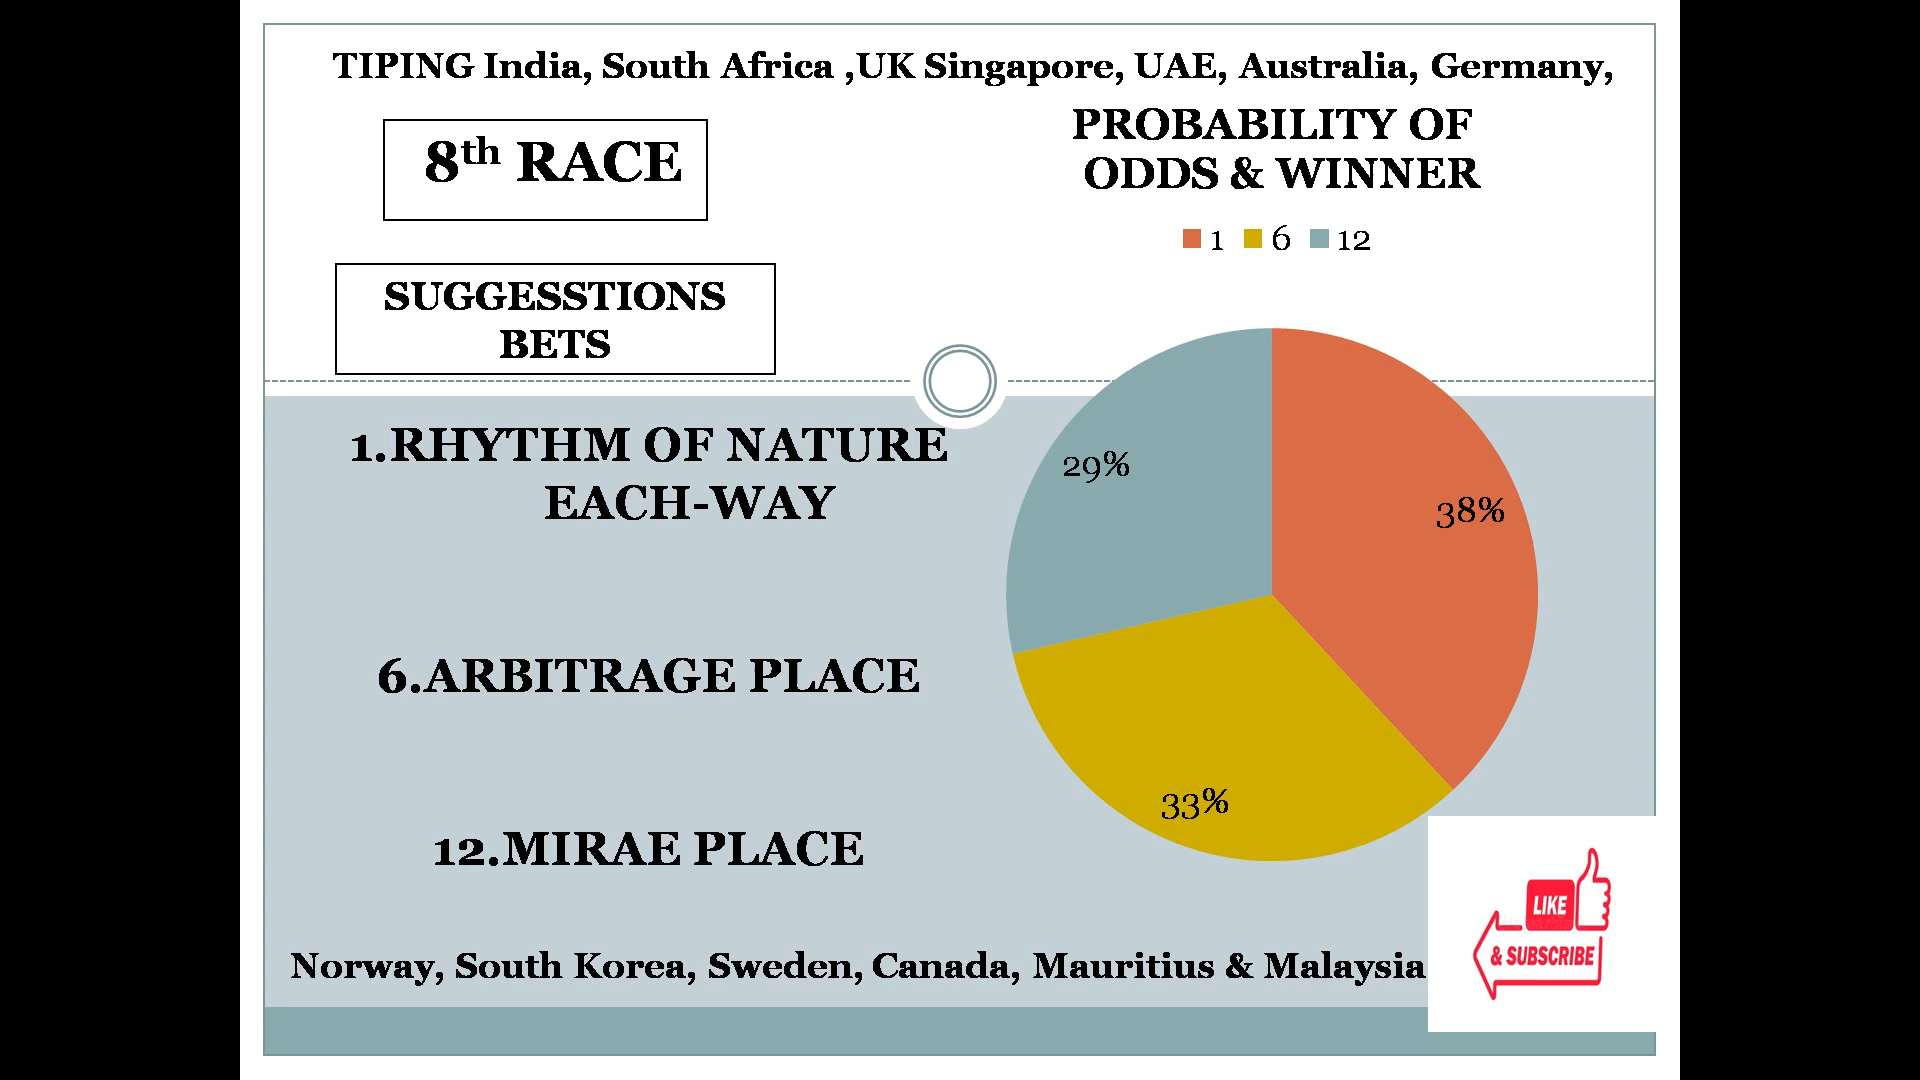 TIPING India, South Africa ,UK Singapore, UAE, Australia, Germany,
8th RACE
PROBABILITY OF
ODDS & WINNER
1 6 12
SUGGESSTIONS
BETS
1.RHYTHM OF NATURE
EACH-WAY
6.ARBITRAGE PLACE
12.MIRAE PLACE
29%
38%
33%
LIKE
& SUBSCRIBE
Norway, South Korea, Sweden, Canada, Mauritius & Malaysia